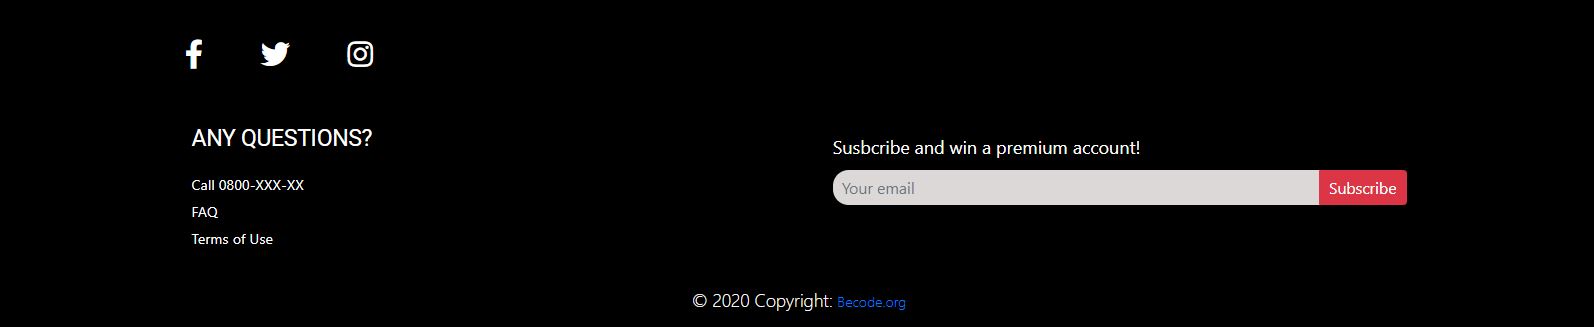 ANY QUESTIONS?
Call 0800-XXX-XX
FAQ
Terms of Use
Susbcribe and win a premium account!
Your email
Subscribe
© 2020 Copyright: Becode.org